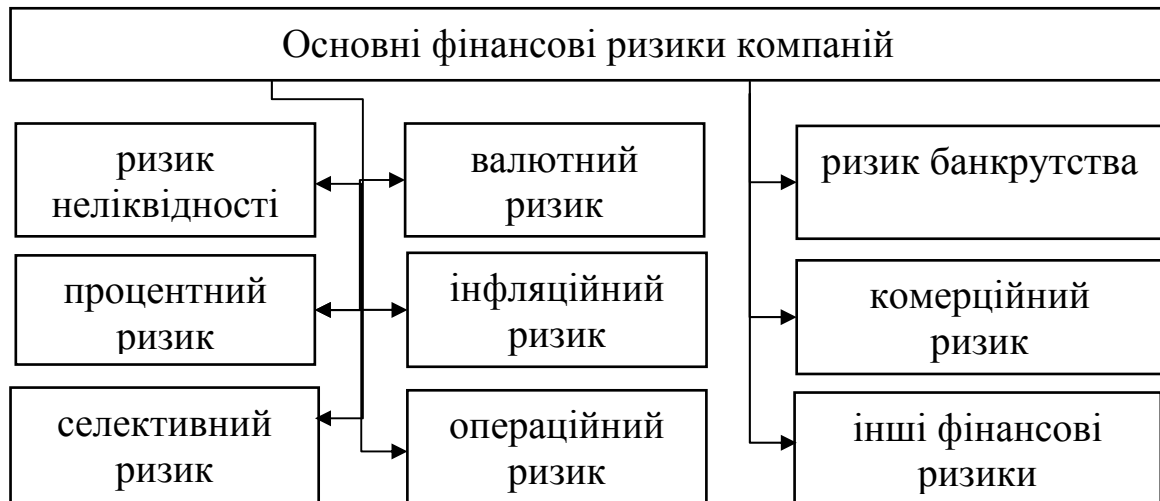 Основні фінансові ризики компаній
ризик
неліквідності
валютний
ризик
ризик банкрутства
процентний
ризик
інфляційний
ризик
комерційний
ризик
селективний
ризик
операційний
ризик
інші фінансові
ризики